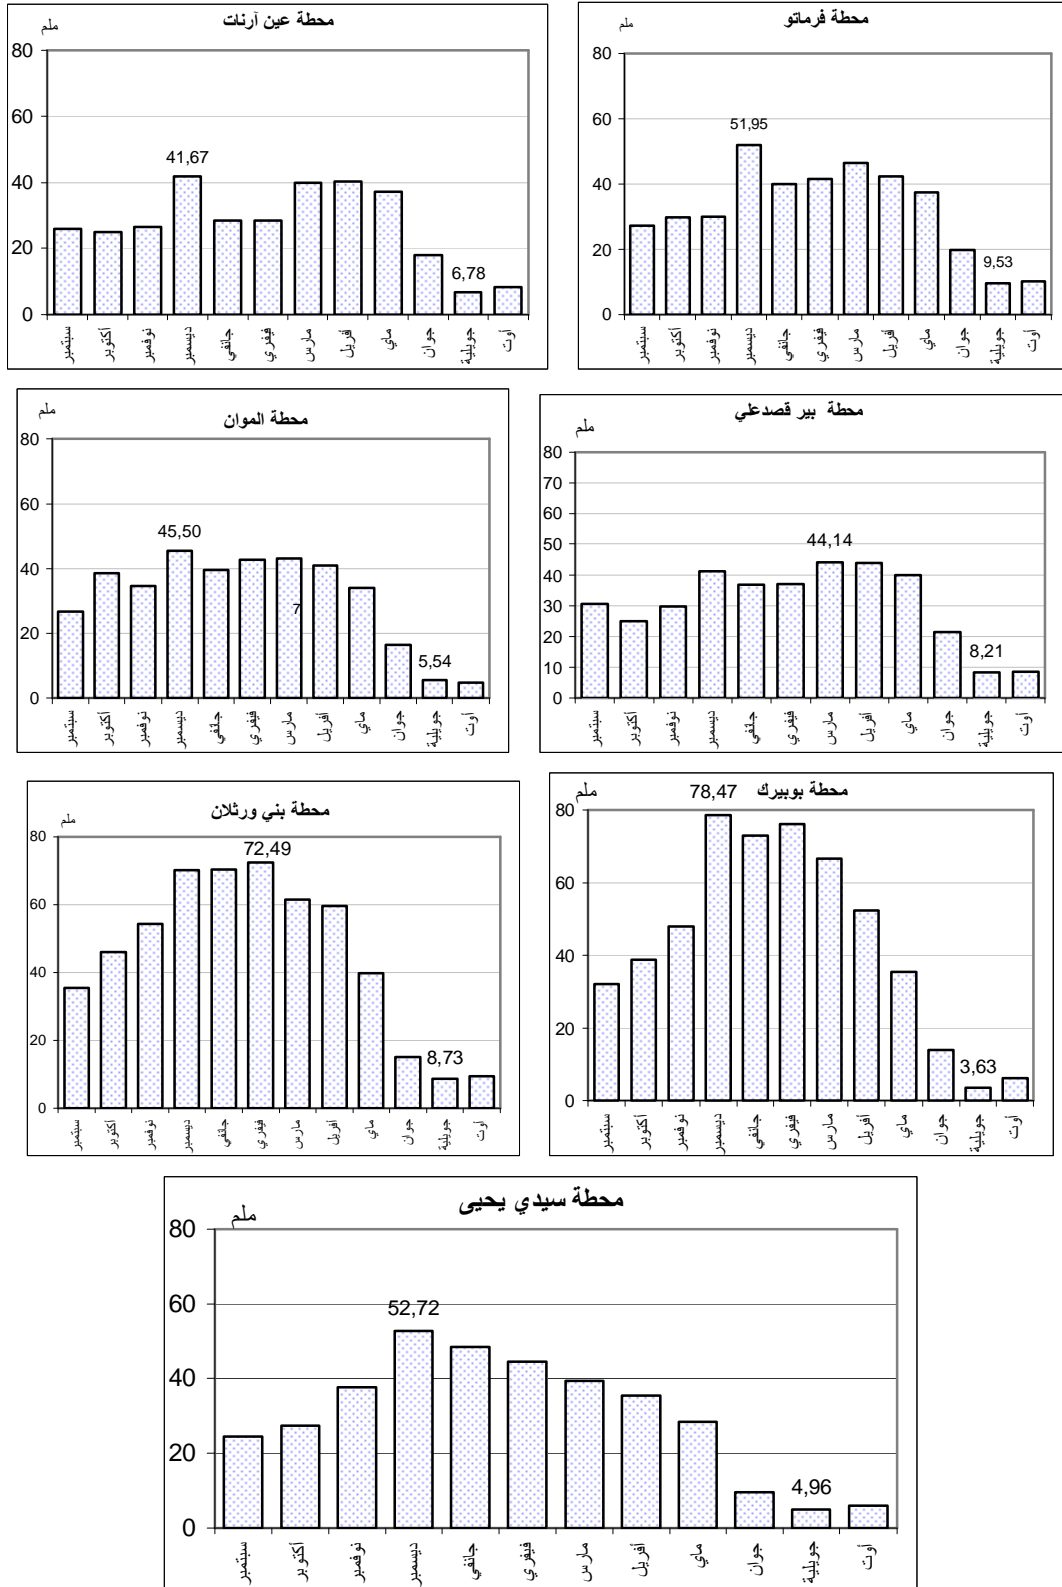 محطة عين آرنات
ملم
80
60
40
20
0
41,67
6,78
سبتمبر
أكتوبر
نوفمبر
ديسمبر
جانفي
فيفري
مارس
أفريل
ماي
جوان
جويلية
أوت
محطة فرماتو
ملم
80
60
40
20
0
51,95
9,53
سبتمبر
أكتوبر
نوفمبر
ديسمبر
جانفي
فيفري
مارس
أفريل
ماي
جوان
جويلية
أوت
محطة الموان
ملم
80
60
40
20
0
45,50
7
5,54
سبتمبر
أكتوبر
نوفمبر
ديسمبر
جانفي
فيفري
مارس
أفريل
ماي
جوان
جويلية
أوت
محطة بير قصدعلي
ملم
80
70
60
50
40
30
20
10
0
44,14
8,21
سبتمبر
أكتوبر
نوفمبر
ديسمبر
جانفي
فيفري
مارس
أفريل
ماي
جوان
جويلية
أوت
محطة بني ورثلان
ملم
80
60
40
20
0
72,49
8,73
سبتمبر
أكتوبر
نوفمبر
ديسمبر
جانفي
فيفري
مارس
أفريل
ماي
جوان
جويلية
أوت
محطة بوبيرك
ملم
80
60
40
20
0
78,47
3,63
سبتمبر
أكتوبر
نوفمبر
ديسمبر
جانفي
فيفري
مارس
أفريل
ماي
جوان
جويلية
أوت
محطة سيدي يحيى
ملم
80
60
40
20
0
52,72
4,96
سبتمبر
أكتوبر
نوفمبر
ديسمبر
جانفي
فيفري
مارس
أفريل
ماي
جوان
جويلية
أوت